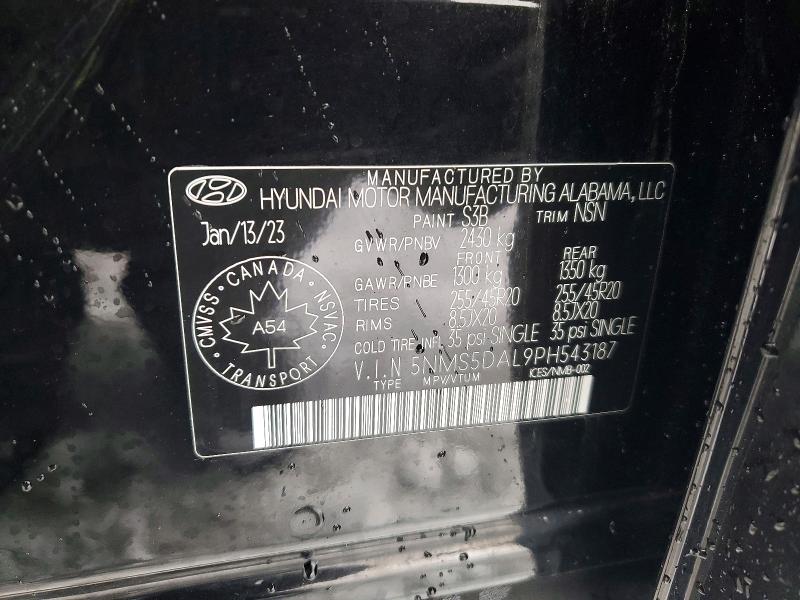 MANUFACTURED BY
HYUNDAI MOTOR MANUFACTURING ALABAMA, LLC
Jan/13/23
PAINT S3B TRIM NSN
GVWR/PNBV 2430 kg
FRONT REAR
GAWR/PNBE 1300 kg 1350 kg
TIRES 255/45R20 255/45R20
RIMS 8.5JX20 8.5JX20
COLD TIRE INFL 35 psi SINGLE 35 psi SINGLE
V.I.N 5NMS5DAL9PH543187
TYPE MPV/VTUM ICES/NMB-002
CMVSS · CANADA · NSVAC
A54
· TRANSPORT ·